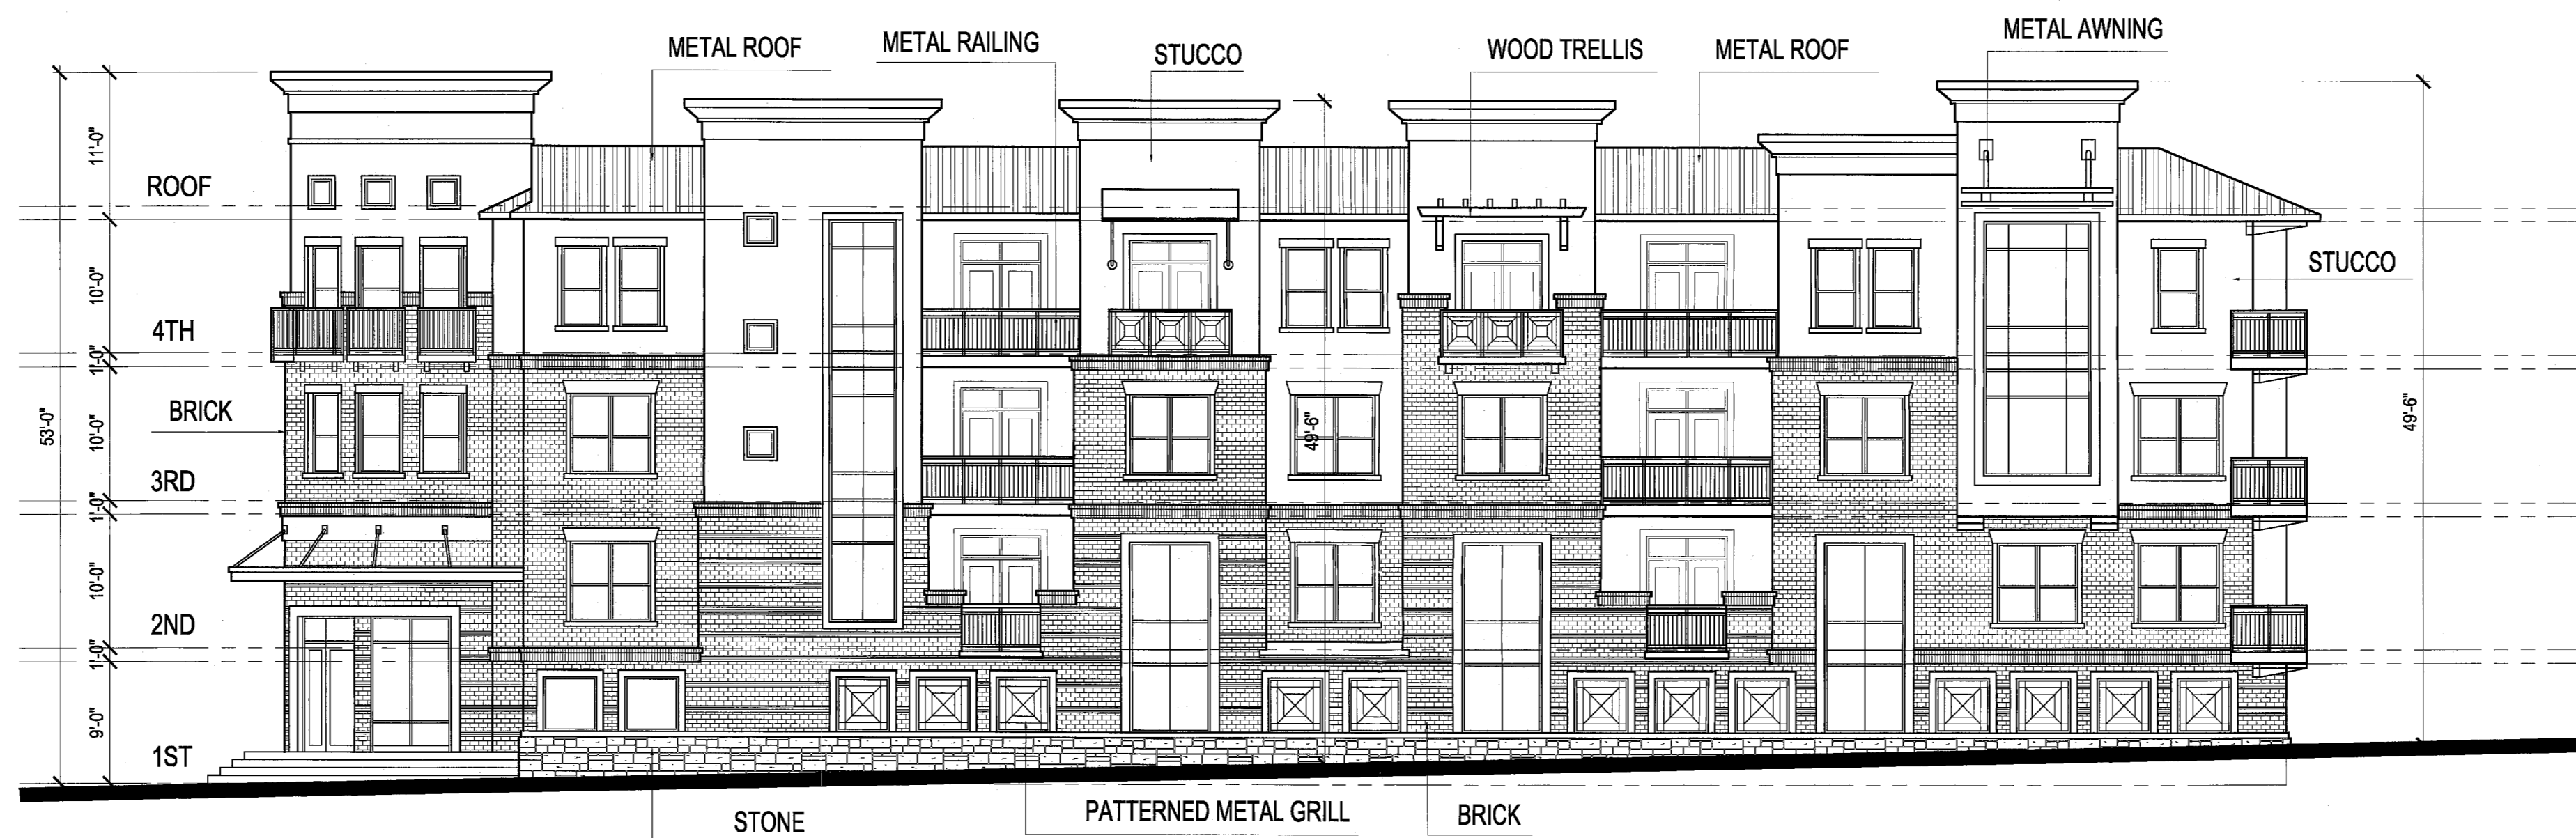 METAL ROOF
METAL RAILING
STUCCO
WOOD TRELLIS
METAL ROOF
METAL AWNING
11'-0"
ROOF
10'-0"
4TH
1'-0"
BRICK
10'-0"
53'-0"
3RD
1'-0"
10'-0"
2ND
1'-0"
9'-0"
1ST
49'-6"
STUCCO
49'-6"
STONE
PATTERNED METAL GRILL
BRICK